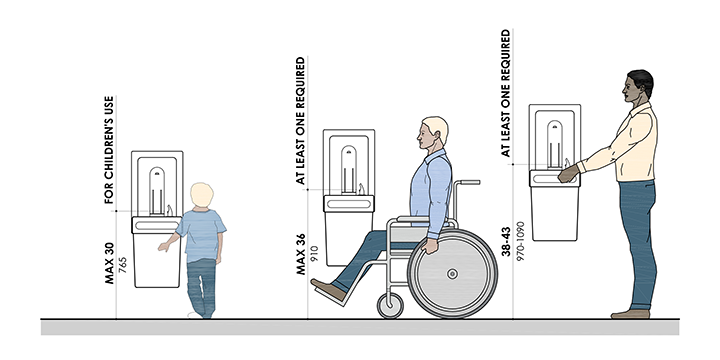 FOR CHILDREN'S USE
MAX 30
765
AT LEAST ONE REQUIRED
MAX 36
910
AT LEAST ONE REQUIRED
38-43
970-1090